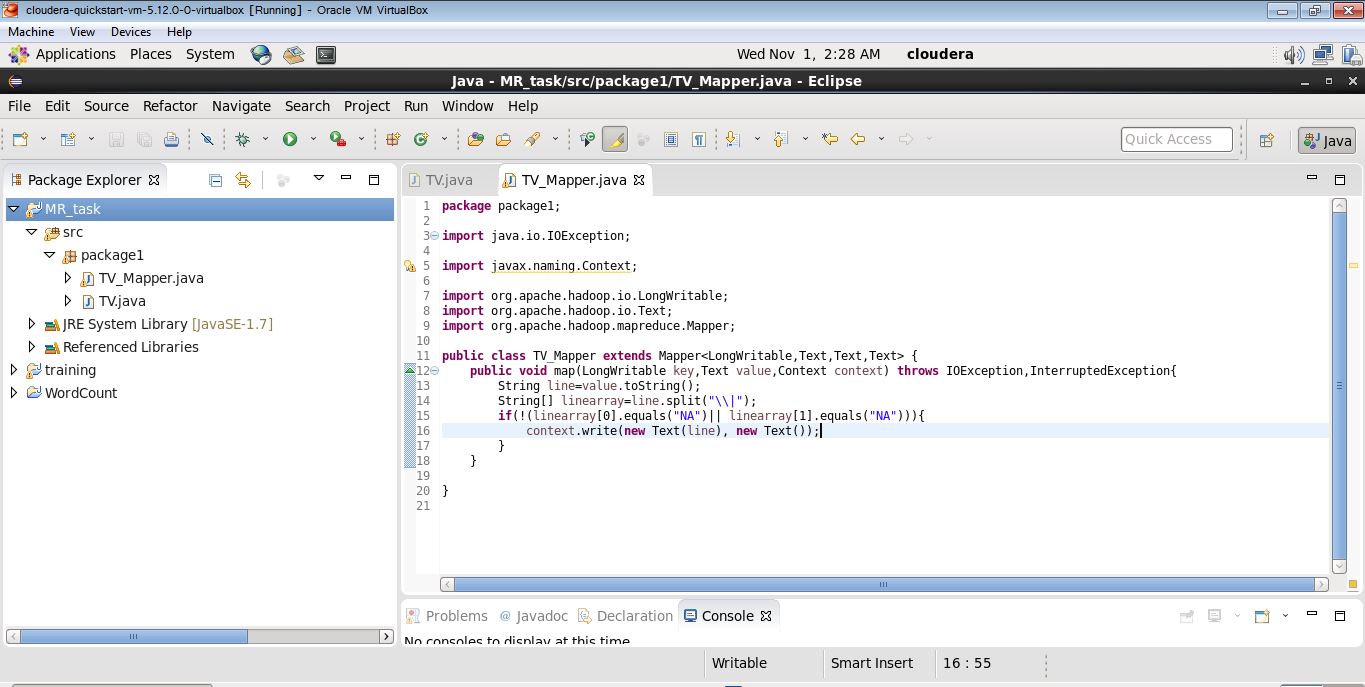 cloudera-quickstart-vm-5.12.0-0-virtualbox [Running] - Oracle VM VirtualBox
Machine View Devices Help
Applications Places System Wed Nov 1, 2:28 AM cloudera
Java - MR_task/src/package1/TV_Mapper.java - Eclipse
File Edit Source Refactor Navigate Search Project Run Window Help
Quick Access Java
Package Explorer
MR_task
src
package1
TV_Mapper.java
TV.java
JRE System Library [JavaSE-1.7]
Referenced Libraries
training
WordCount
TV.java TV_Mapper.java
1 package package1;
2
3 import java.io.IOException;
4
5 import javax.naming.Context;
6
7 import org.apache.hadoop.io.LongWritable;
8 import org.apache.hadoop.io.Text;
9 import org.apache.hadoop.mapreduce.Mapper;
10
11 public class TV_Mapper extends Mapper<LongWritable,Text,Text,Text> {
12 public void map(LongWritable key,Text value,Context context) throws IOException,InterruptedException{
13 String line=value.toString();
14 String[] linearray=line.split("\\|");
15 if(!(linearray[0].equals("NA")|| linearray[1].equals("NA"))){
16 context.write(new Text(line), new Text());
17 }
18 }
19
20 }
21
Problems @ Javadoc Declaration Console
No consoles to display at this time.
Writable Smart Insert 16 : 55